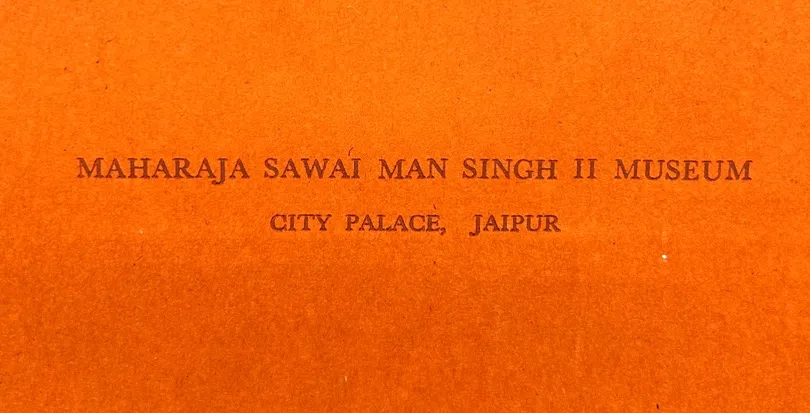 MAHARAJA SAWAI MAN SINGH II MUSEUM
CITY PALACE, JAIPUR